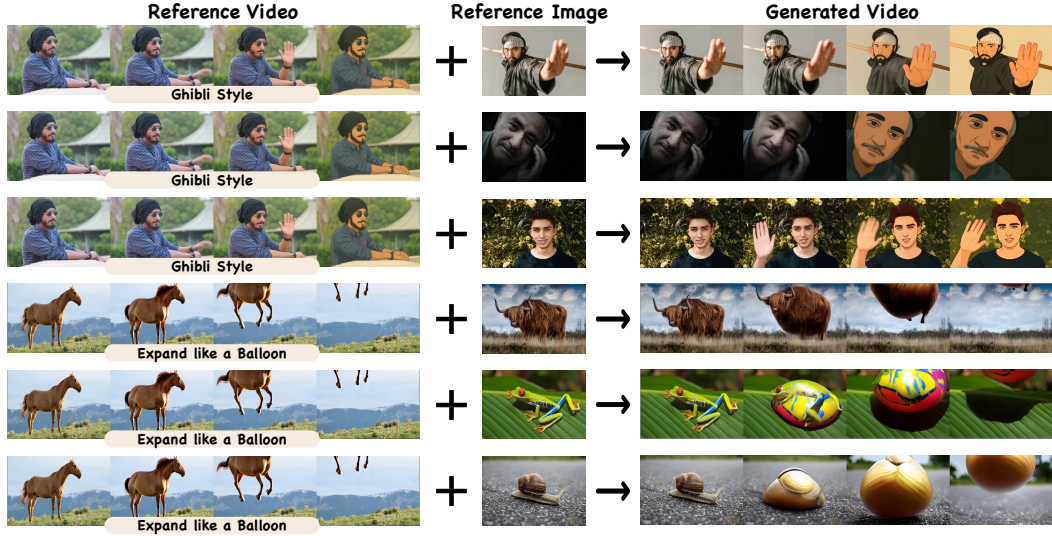 Reference Video
Reference Image
Generated Video
Ghibli Style
Ghibli Style
Ghibli Style
Expand like a Balloon
Expand like a Balloon
Expand like a Balloon